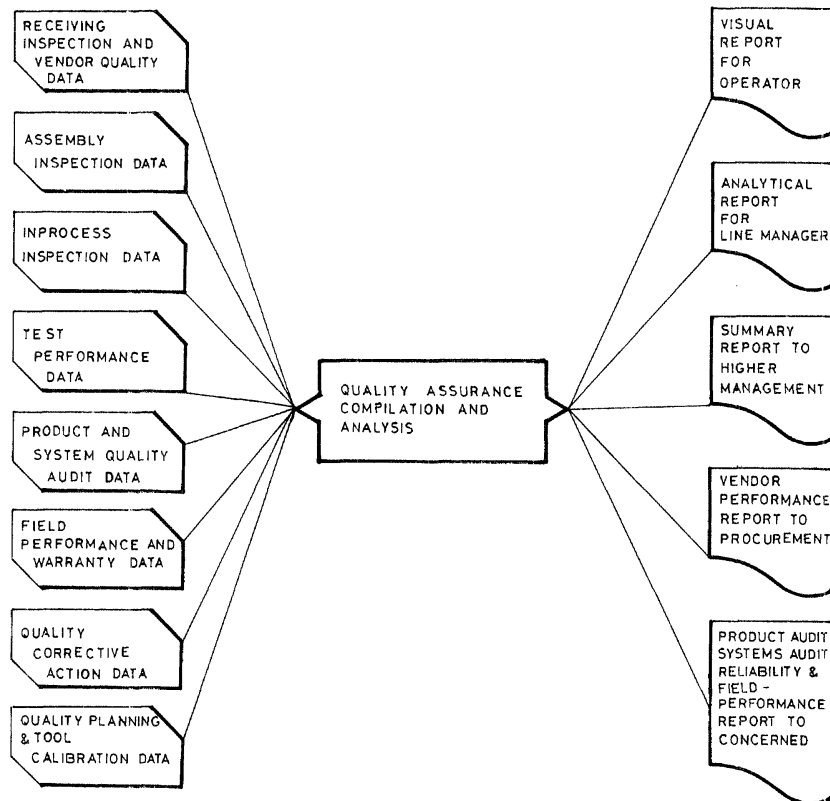 RECEIVING
INSPECTION AND
VENDOR QUALITY
DATA
ASSEMBLY
INSPECTION DATA
INPROCESS
INSPECTION DATA
TEST
PERFORMANCE
DATA
PRODUCT AND
SYSTEM QUALITY
AUDIT DATA
FIELD
PERFORMANCE AND
WARRANTY DATA
QUALITY
CORRECTIVE
ACTION DATA
QUALITY PLANNING
& TOOL
CALIBRATION DATA
QUALITY ASSURANCE
COMPILATION AND
ANALYSIS
VISUAL
REPORT
FOR
OPERATOR
ANALYTICAL
REPORT
FOR
LINE MANAGER
SUMMARY
REPORT TO
HIGHER
MANAGEMENT
VENDOR
PERFORMANCE
REPORT TO
PROCUREMENT
PRODUCT AUDIT
SYSTEMS AUDIT
RELIABILITY &
FIELD -
PERFORMANCE
REPORT TO
CONCERNED